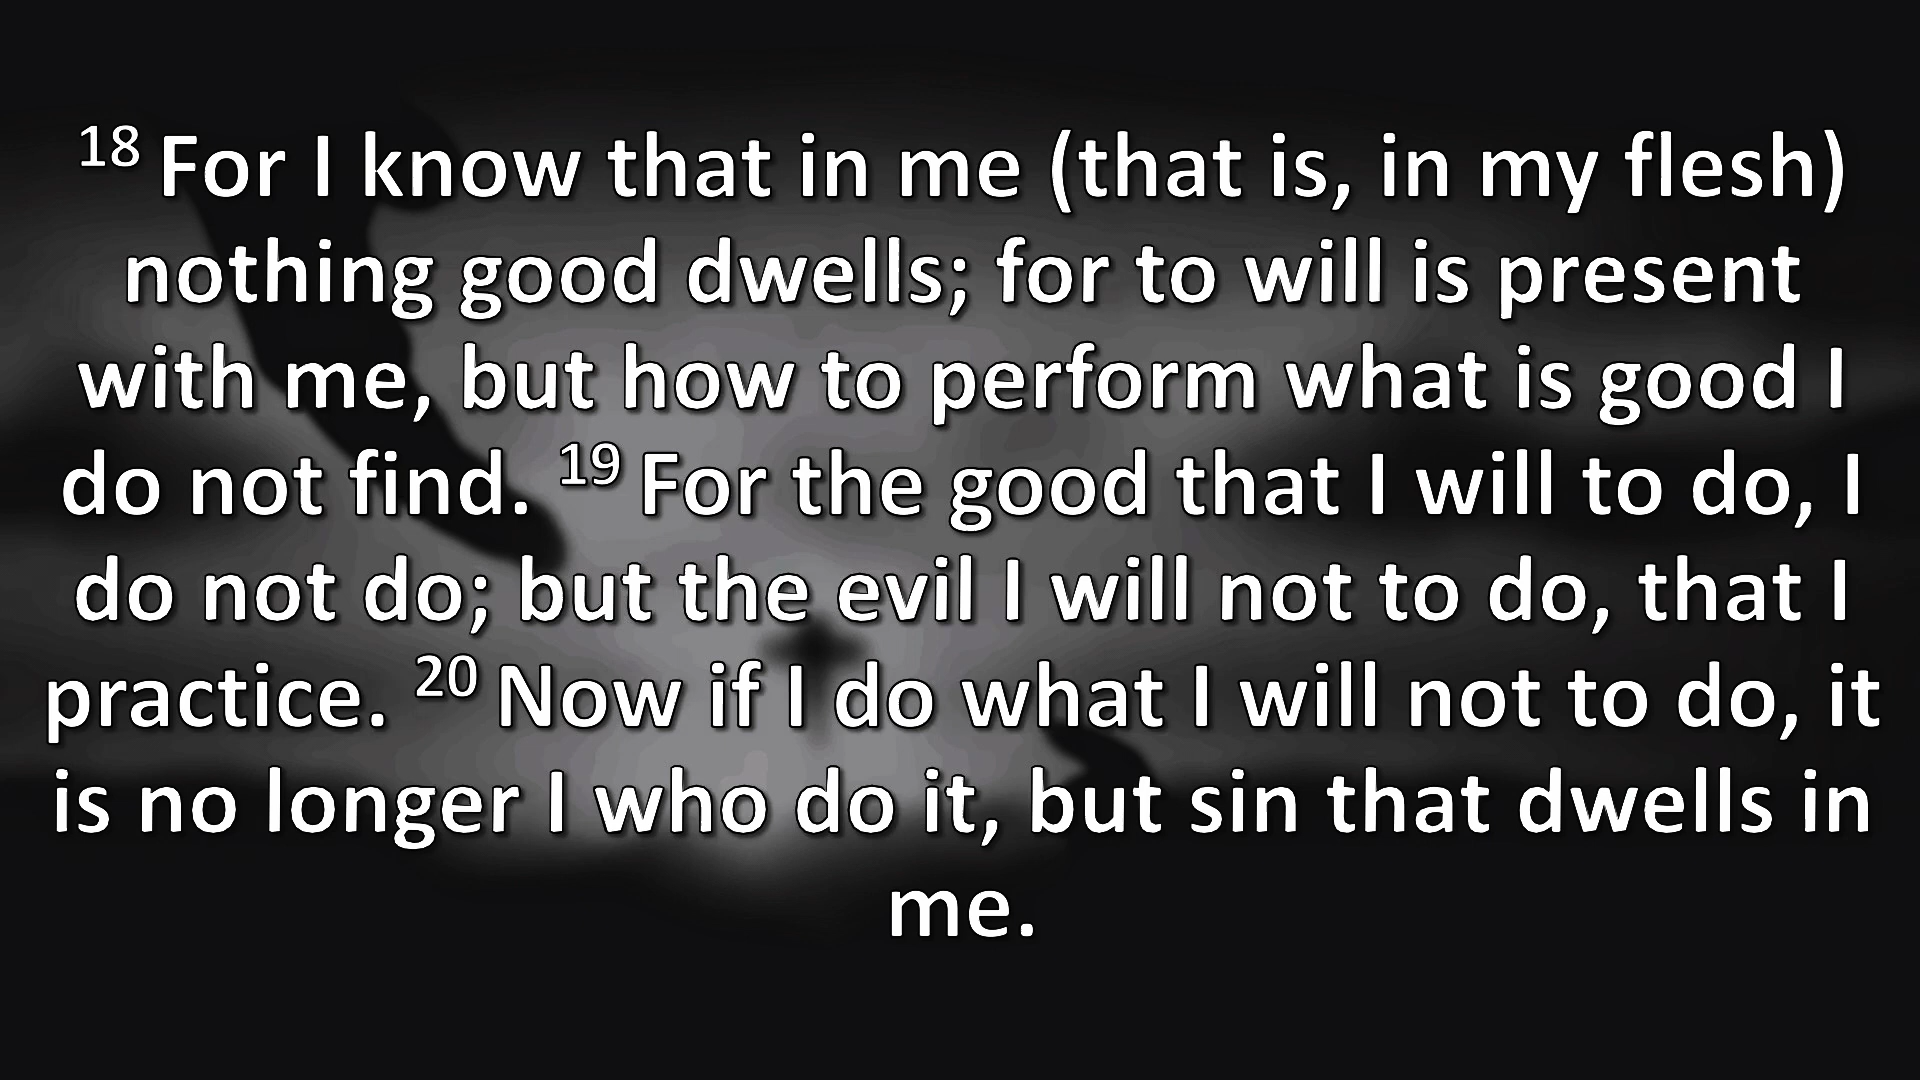 18 For I know that in me (that is, in my flesh)
nothing good dwells; for to will is present
with me, but how to perform what is good I
do not find. 19 For the good that I will to do, I
do not do; but the evil I will not to do, that I
practice. 20 Now if I do what I will not to do, it
is no longer I who do it, but sin that dwells in
me.